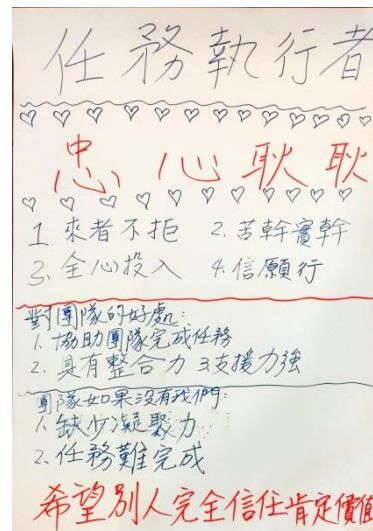 任務執行者
忠心耿耿
1. 來者不拒 2. 苦幹實幹
3. 全心投入 4. 信願行
對團隊的好處:
1. 協助團隊完成任務
2. 具有整合力 3.支援力強
團隊如果沒有我們:
1. 缺少凝聚力
2. 任務難完成
希望別人完全信任肯定價值